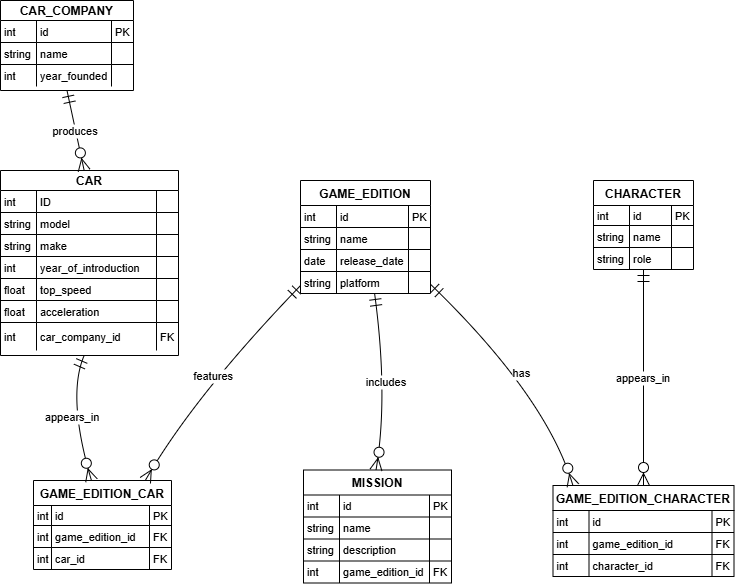 CAR_COMPANY
int id PK
string name
int year_founded
produces
CAR
int ID
string model
string make
int year_of_introduction
float top_speed
float acceleration
int car_company_id FK
GAME_EDITION
int id PK
string name
date release_date
string platform
CHARACTER
int id PK
string name
string role
appears_in
features
includes
has
appears_in
GAME_EDITION_CAR
int id PK
int game_edition_id FK
int car_id FK
MISSION
int id PK
string name
string description
int game_edition_id FK
GAME_EDITION_CHARACTER
int id PK
int game_edition_id FK
int character_id FK